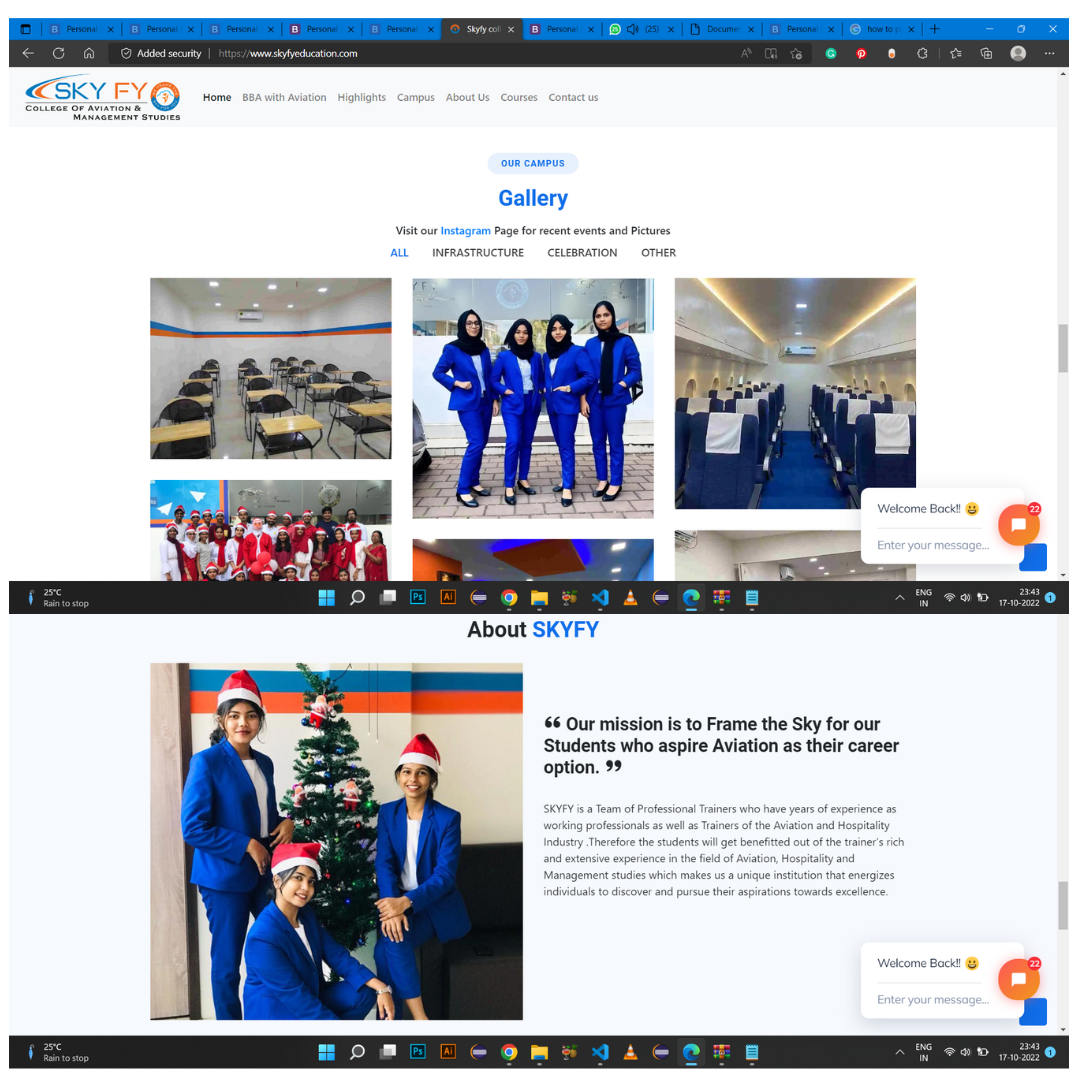 Personal
Personal
Personal
Personal
Personal
Skyfy coll
Personal
(25)
Documen
Personal
how to p
Added security
https://www.skyfyeducation.com
SKY FY
COLLEGE OF AVIATION &
MANAGEMENT STUDIES
Home BBA with Aviation Highlights Campus About Us Courses Contact us
OUR CAMPUS
Gallery
Visit our Instagram Page for recent events and Pictures
ALL INFRASTRUCTURE CELEBRATION OTHER
Welcome Back!!
22
Enter your message...
25°C
Rain to stop
Ps
Ai
ENG
IN
23:43
17-10-2022
1
About SKYFY
❝ Our mission is to Frame the Sky for our
Students who aspire Aviation as their career
option. ❞
SKYFY is a Team of Professional Trainers who have years of experience as
working professionals as well as Trainers of the Aviation and Hospitality
Industry .Therefore the students will get benefitted out of the trainer's rich
and extensive experience in the field of Aviation, Hospitality and
Management studies which makes us a unique institution that energizes
individuals to discover and pursue their aspirations towards excellence.
Welcome Back!!
22
Enter your message...
25°C
Rain to stop
Ps
Ai
ENG
IN
23:43
17-10-2022
1